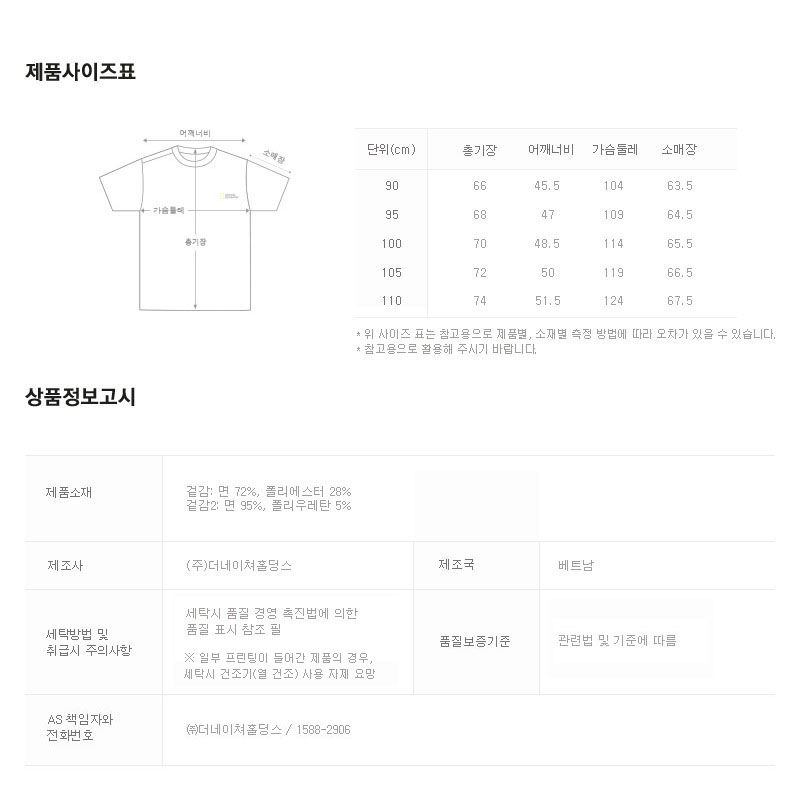 제품사이즈표
어깨너비
소매장
가슴둘레
총기장
단위(cm) 총기장 어깨너비 가슴둘레 소매장
90 66 45.5 104 63.5
95 68 47 109 64.5
100 70 48.5 114 65.5
105 72 50 119 66.5
110 74 51.5 124 67.5
* 위 사이즈 표는 참고용으로 제품별, 소재별 측정 방법에 따라 오차가 있을 수 있습니다.
* 참고용으로 활용해 주시기 바랍니다.
상품정보고시
제품소재
겉감: 면 72%, 폴리에스터 28%
겉감2: 면 95%, 폴리우레탄 5%
제조사 (주)더네이쳐홀딩스 제조국 베트남
세탁방법 및
취급시 주의사항
세탁시 품질 경영 촉진법에 의한
품질 표시 참조 필
※ 일부 프린팅이 들어간 제품의 경우,
세탁시 건조기(열 건조) 사용 자제 요망
품질보증기준 관련법 및 기준에 따름
AS 책임자와
전화번호
㈜더네이쳐홀딩스 / 1588-2906